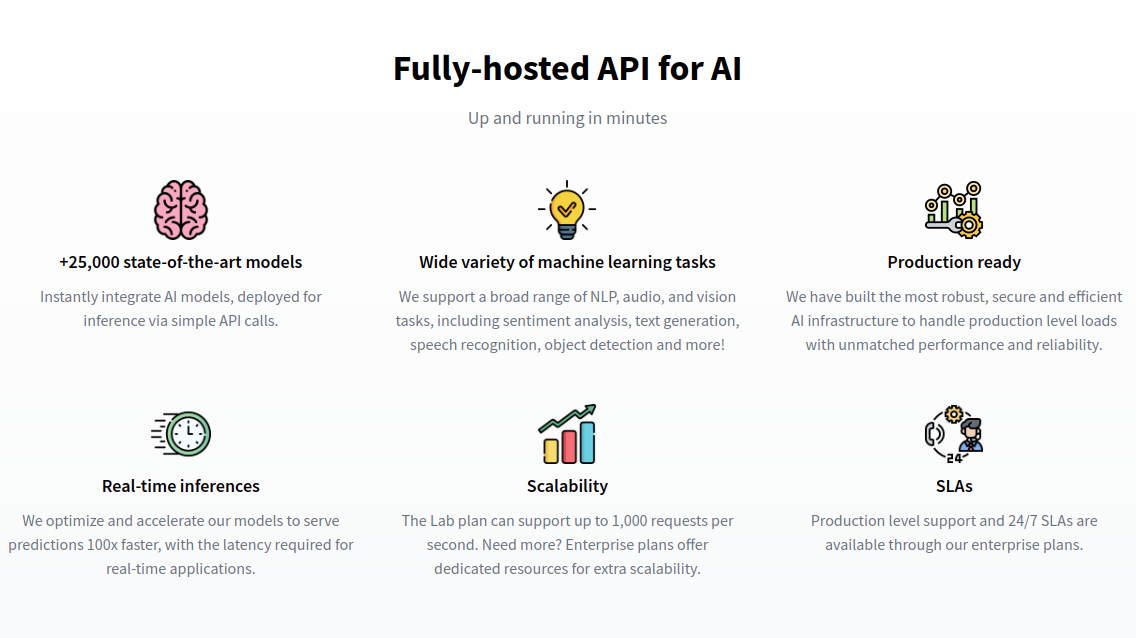 Fully-hosted API for AI
Up and running in minutes
+25,000 state-of-the-art models
Instantly integrate AI models, deployed for
inference via simple API calls.
Wide variety of machine learning tasks
We support a broad range of NLP, audio, and vision
tasks, including sentiment analysis, text generation,
speech recognition, object detection and more!
Production ready
We have built the most robust, secure and efficient
AI infrastructure to handle production level loads
with unmatched performance and reliability.
Real-time inferences
We optimize and accelerate our models to serve
predictions 100x faster, with the latency required for
real-time applications.
Scalability
The Lab plan can support up to 1,000 requests per
second. Need more? Enterprise plans offer
dedicated resources for extra scalability.
24
SLAs
Production level support and 24/7 SLAs are
available through our enterprise plans.